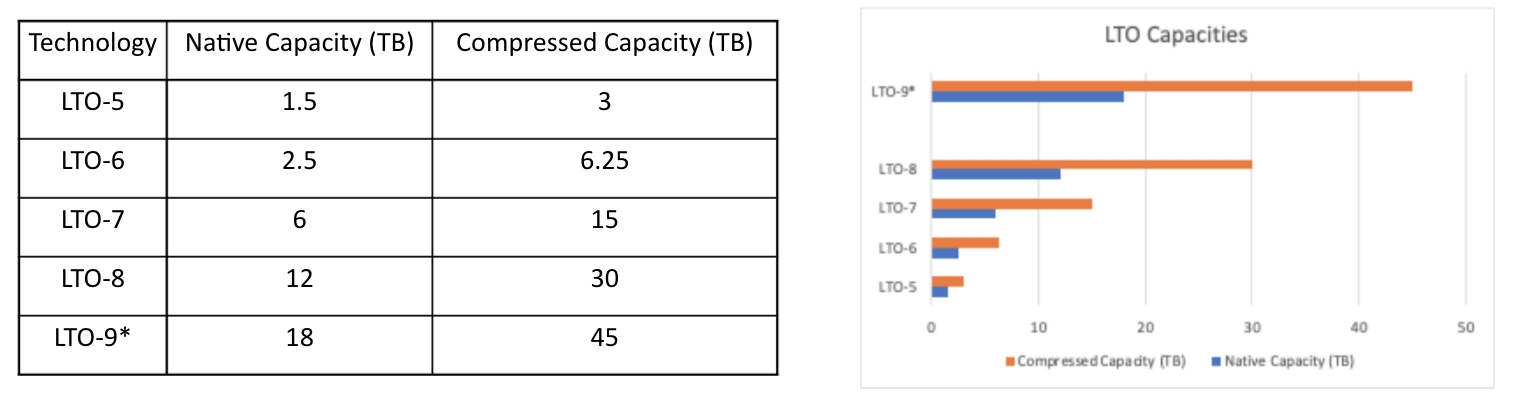 Technology Native Capacity (TB) Compressed Capacity (TB)
LTO-5 1.5 3
LTO-6 2.5 6.25
LTO-7 6 15
LTO-8 12 30
LTO-9* 18 45
LTO Capacities
LTO-9*
LTO-8
LTO-7
LTO-6
LTO-5
0 10 20 30 40 50
Compressed Capacity (TB) Native Capacity (TB)